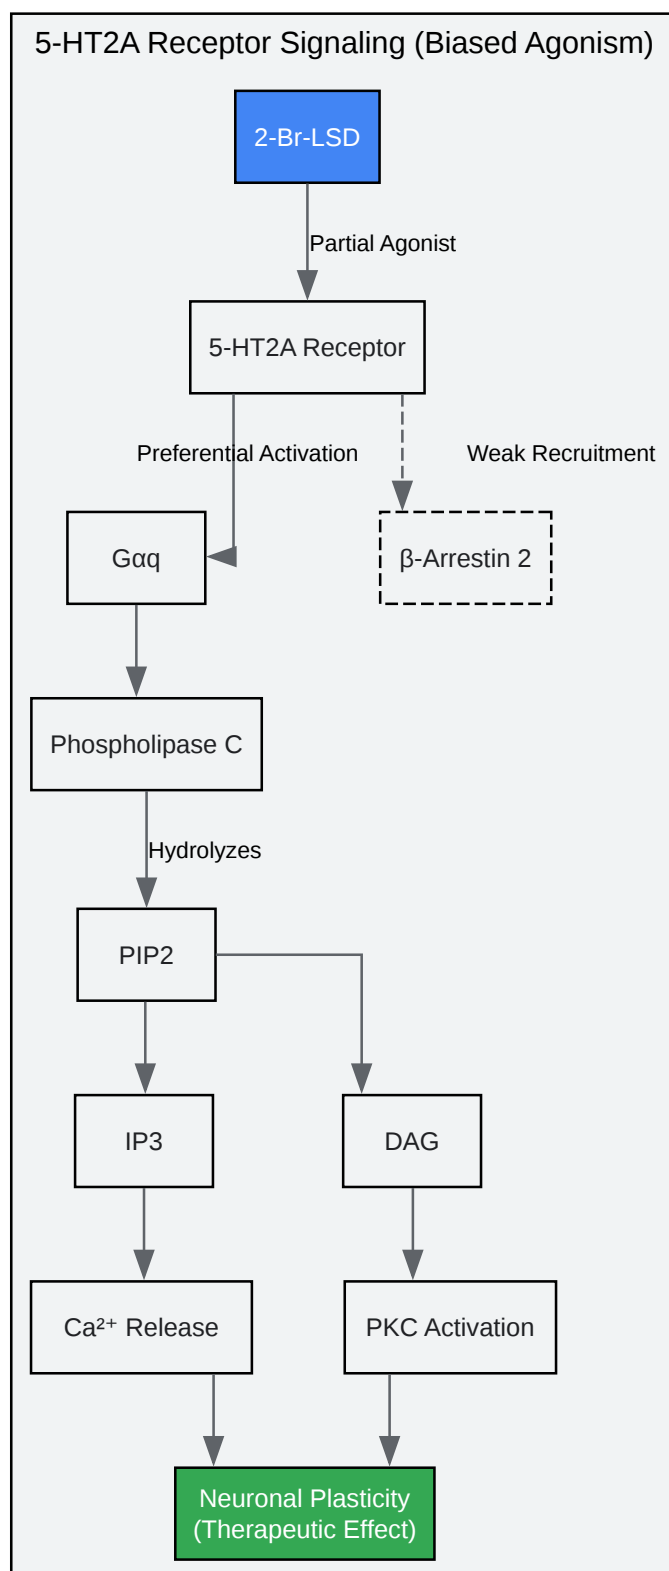 5-HT2A Receptor Signaling (Biased Agonism)
2-Br-LSD
Partial Agonist
5-HT2A Receptor
Preferential Activation
Weak Recruitment
Gαq
β-Arrestin 2
Phospholipase C
Hydrolyzes
PIP2
IP3
DAG
Ca²⁺ Release
PKC Activation
Neuronal Plasticity
(Therapeutic Effect)